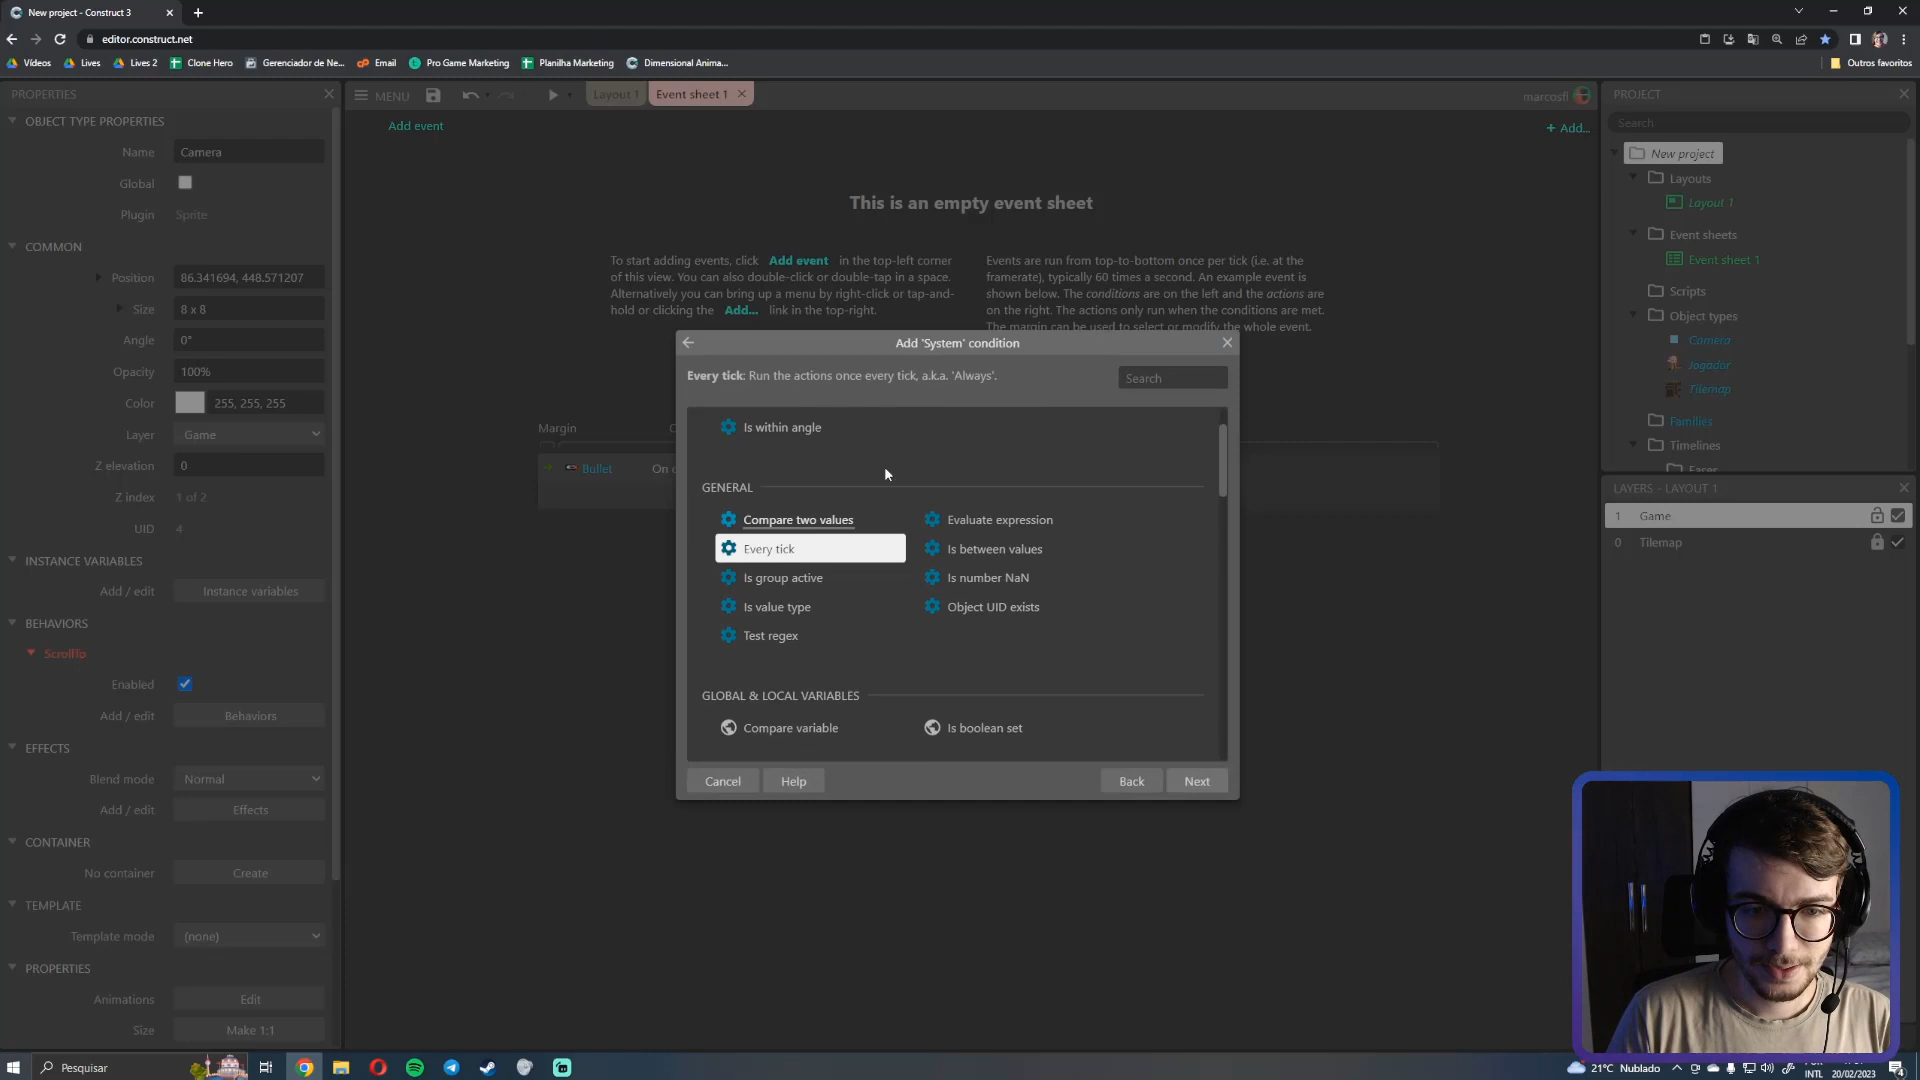 New project - Construct 3
editor.construct.net
Vídeos
Lives
Lives 2
Clone Hero
Gerenciador de Ne...
Email
Pro Game Marketing
Planilha Marketing
Dimensional Anima...
Outros favoritos
PROPERTIES
MENU
Layout 1
Event sheet 1
marcosfl
PROJECT
OBJECT TYPE PROPERTIES
Name
Camera
Global
Plugin
Sprite
COMMON
Position
86.341694, 448.571207
Size
8 x 8
Angle
0°
Opacity
100%
Color
255, 255, 255
Layer
Game
Z elevation
0
Z index
1 of 2
UID
4
INSTANCE VARIABLES
Add / edit
Instance variables
BEHAVIORS
ScrollTo
Enabled
Add / edit
Behaviors
EFFECTS
Blend mode
Normal
Add / edit
Effects
CONTAINER
No container
Create
TEMPLATE
Template mode
(none)
PROPERTIES
Animations
Edit
Size
Make 1:1
Add event
+ Add...
This is an empty event sheet
To start adding events, click Add event in the top-left corner
of this view. You can also double-click or double-tap in a space.
Alternatively you can bring up a menu by right-click or tap-and-
hold or clicking the Add... link in the top-right.
Events are run from top-to-bottom once per tick (i.e. at the
framerate), typically 60 times a second. An example event is
shown below. The conditions are on the left and the actions are
on the right. The actions only run when the conditions are met.
The margin can be used to select or modify the whole event.
Margin
Bullet
Add 'System' condition
Every tick: Run the actions once every tick, a.k.a. 'Always'.
Search
Is within angle
GENERAL
Compare two values
Evaluate expression
Every tick
Is between values
Is group active
Is number NaN
Is value type
Object UID exists
Test regex
GLOBAL & LOCAL VARIABLES
Compare variable
Is boolean set
Cancel
Help
Back
Next
Search
New project
Layouts
Layout 1
Event sheets
Event sheet 1
Scripts
Object types
Camera
Jogador
Tilemap
Families
Timelines
Eases
LAYERS - LAYOUT 1
1 Game
0 Tilemap
Pesquisar
21°C Nublado
INTL
20/02/2023
4